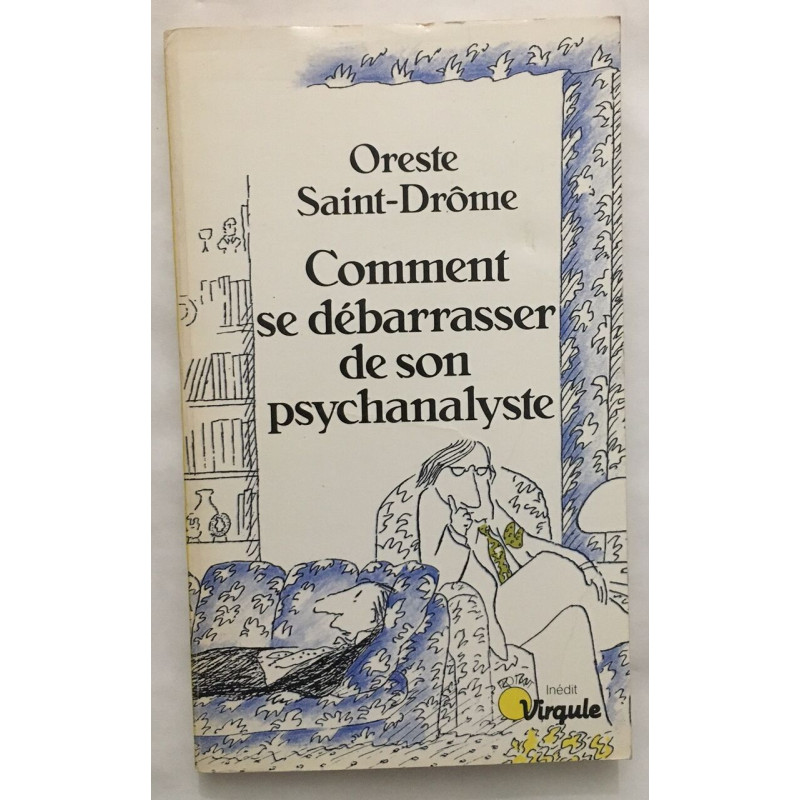 Oreste
Saint-Drôme
Comment
se débarrasser
de son
psychanalyste
Inédit
Virgule